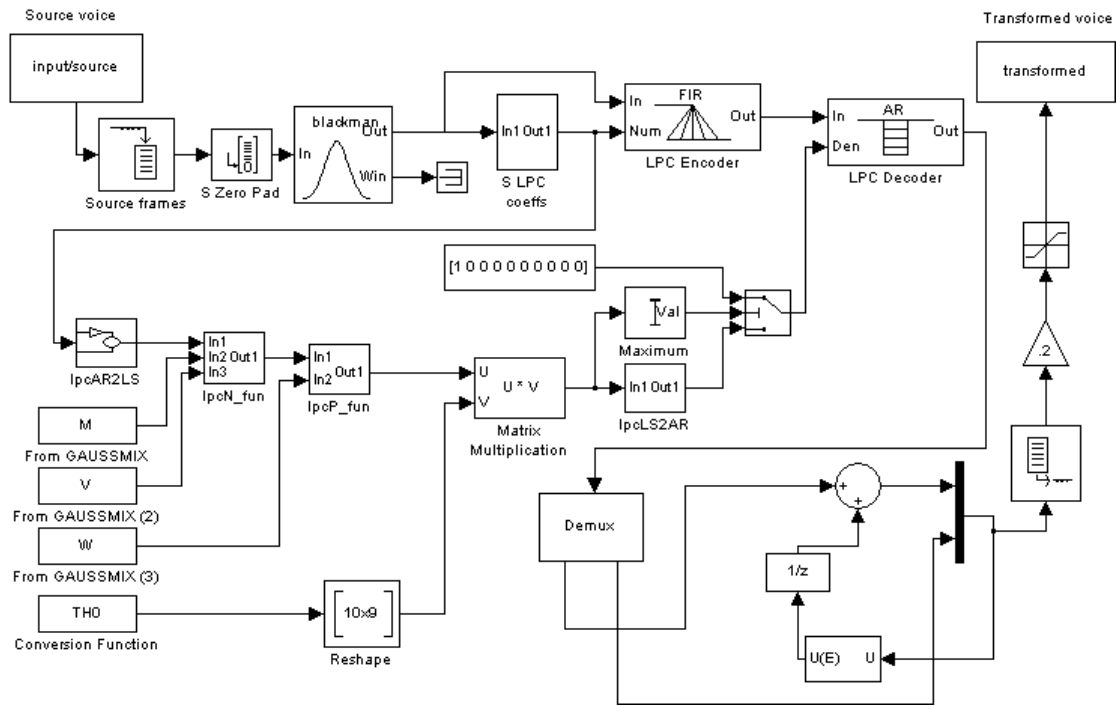 Source voice
input/source
Source frames
S Zero Pad
blackman
In
Out
Win
In1 Out1
S LPC
coeffs
In
Num
FIR
Out
LPC Encoder
In
Den
AR
Out
LPC Decoder
Transformed voice
transformed
[1 0 0 0 0 0 0 0 0 0 0]
Val
Maximum
In1 Out1
lpcLS2AR
lpcAR2LS
In1
In2 Out1
In3
lpcN_fun
In1
In2
Out1
lpcP_fun
U
V
U * V
Matrix
Multiplication
M
From GAUSSMIX
V
From GAUSSMIX (2)
W
From GAUSSMIX (3)
TH0
Conversion Function
[10x9]
Reshape
Demux
+
+
1/z
U(E) U
.2